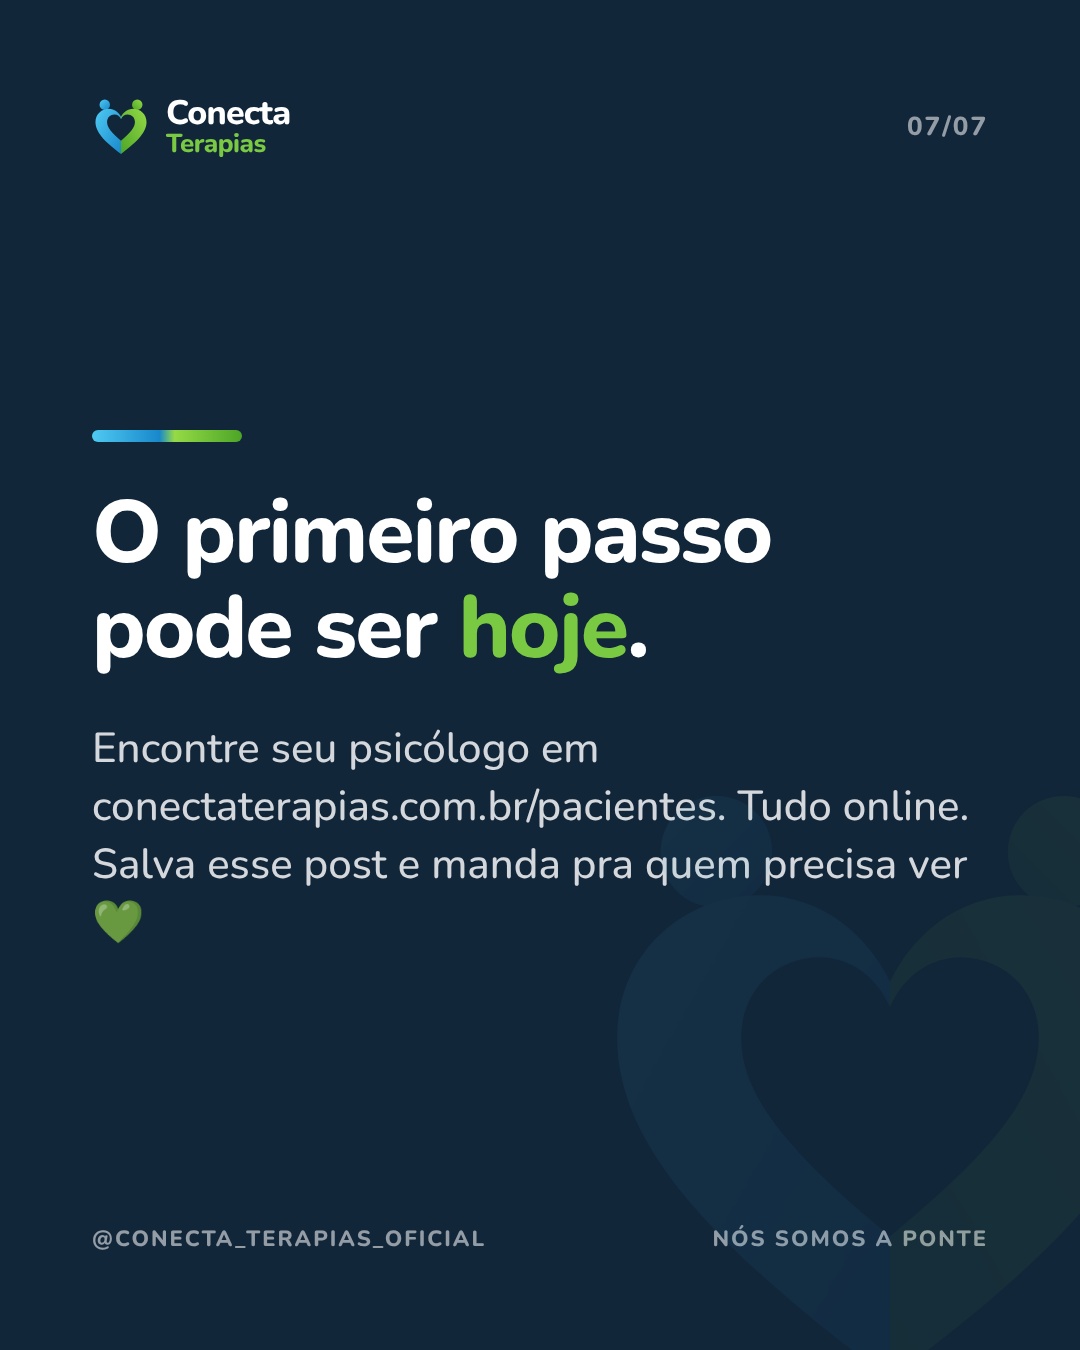 Conecta
Terapias
07/07
O primeiro passo
pode ser hoje.
Encontre seu psicólogo em
conectaterapias.com.br/pacientes. Tudo online.
Salva esse post e manda pra quem precisa ver
💚
@CONECTA_TERAPIAS_OFICIAL
NÓS SOMOS A PONTE